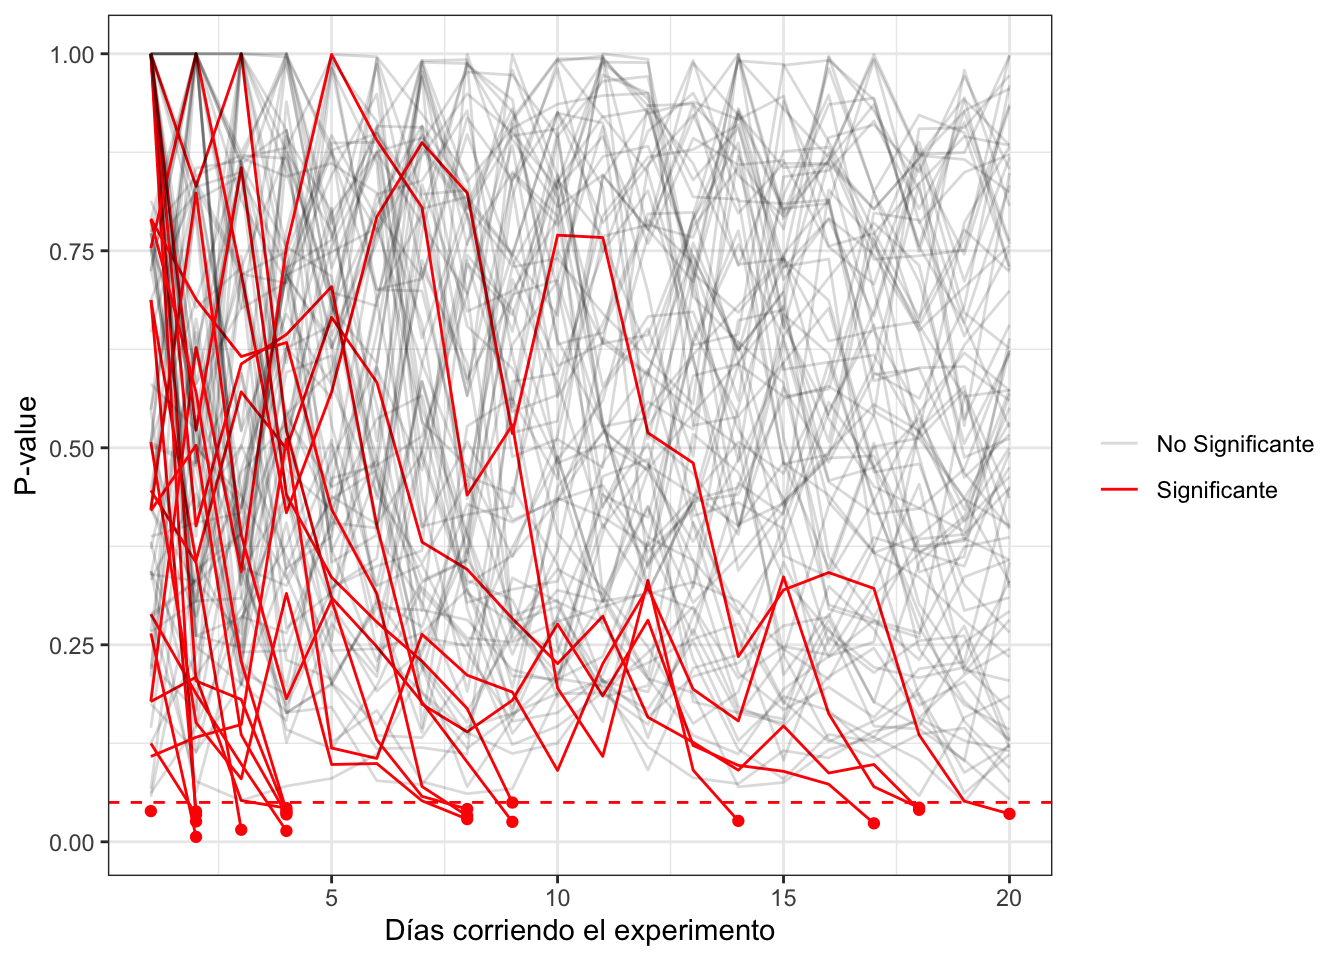 1.00
0.75
0.50
0.25
0.00
P-value
5
10
15
20
Días corriendo el experimento
No Significante
Significante